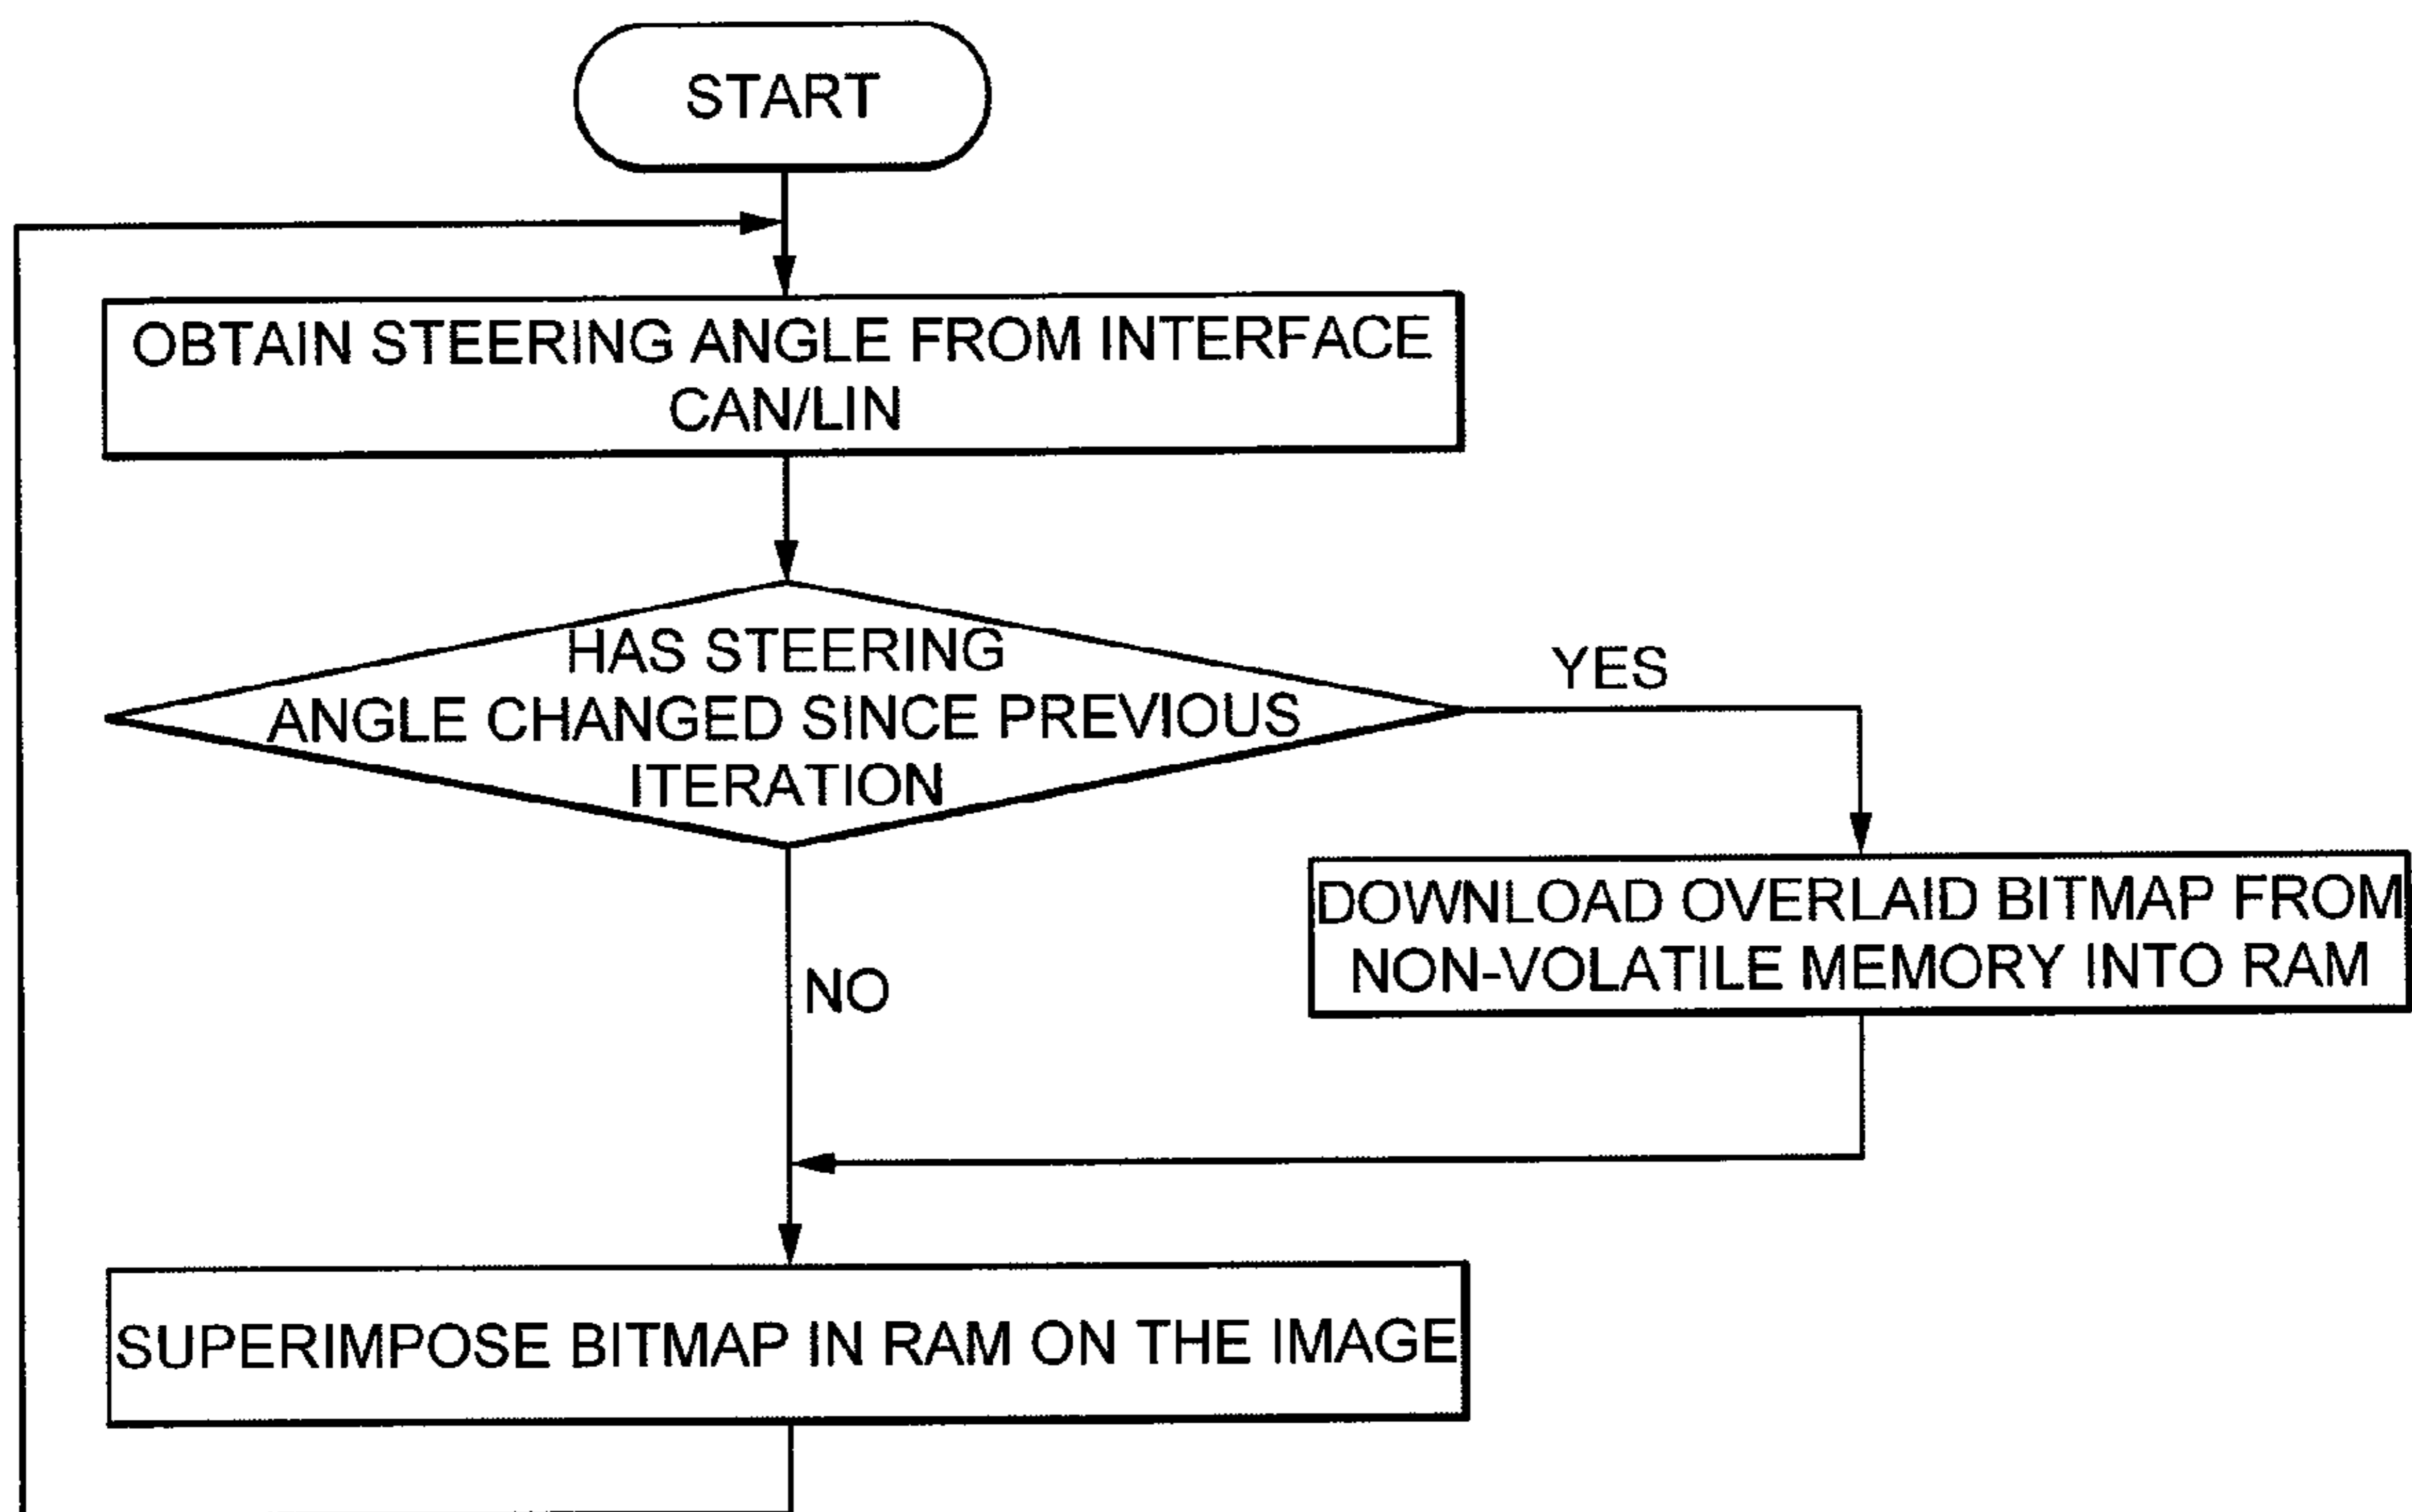 START
OBTAIN STEERING ANGLE FROM INTERFACE
CAN/LIN
HAS STEERING
ANGLE CHANGED SINCE PREVIOUS
ITERATION
YES
DOWNLOAD OVERLAID BITMAP FROM
NON-VOLATILE MEMORY INTO RAM
NO
SUPERIMPOSE BITMAP IN RAM ON THE IMAGE